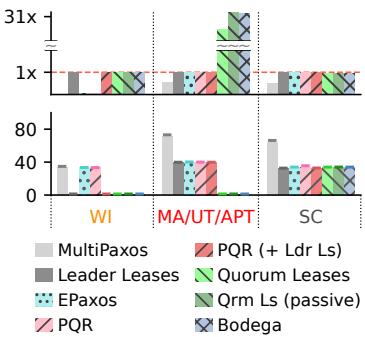 31x
1x
80
40
0
WI
MA/UT/APT
SC
MultiPaxos
PQR (+ Ldr Ls)
Leader Leases
Quorum Leases
EPaxos
Qrm Ls (passive)
PQR
Bodega